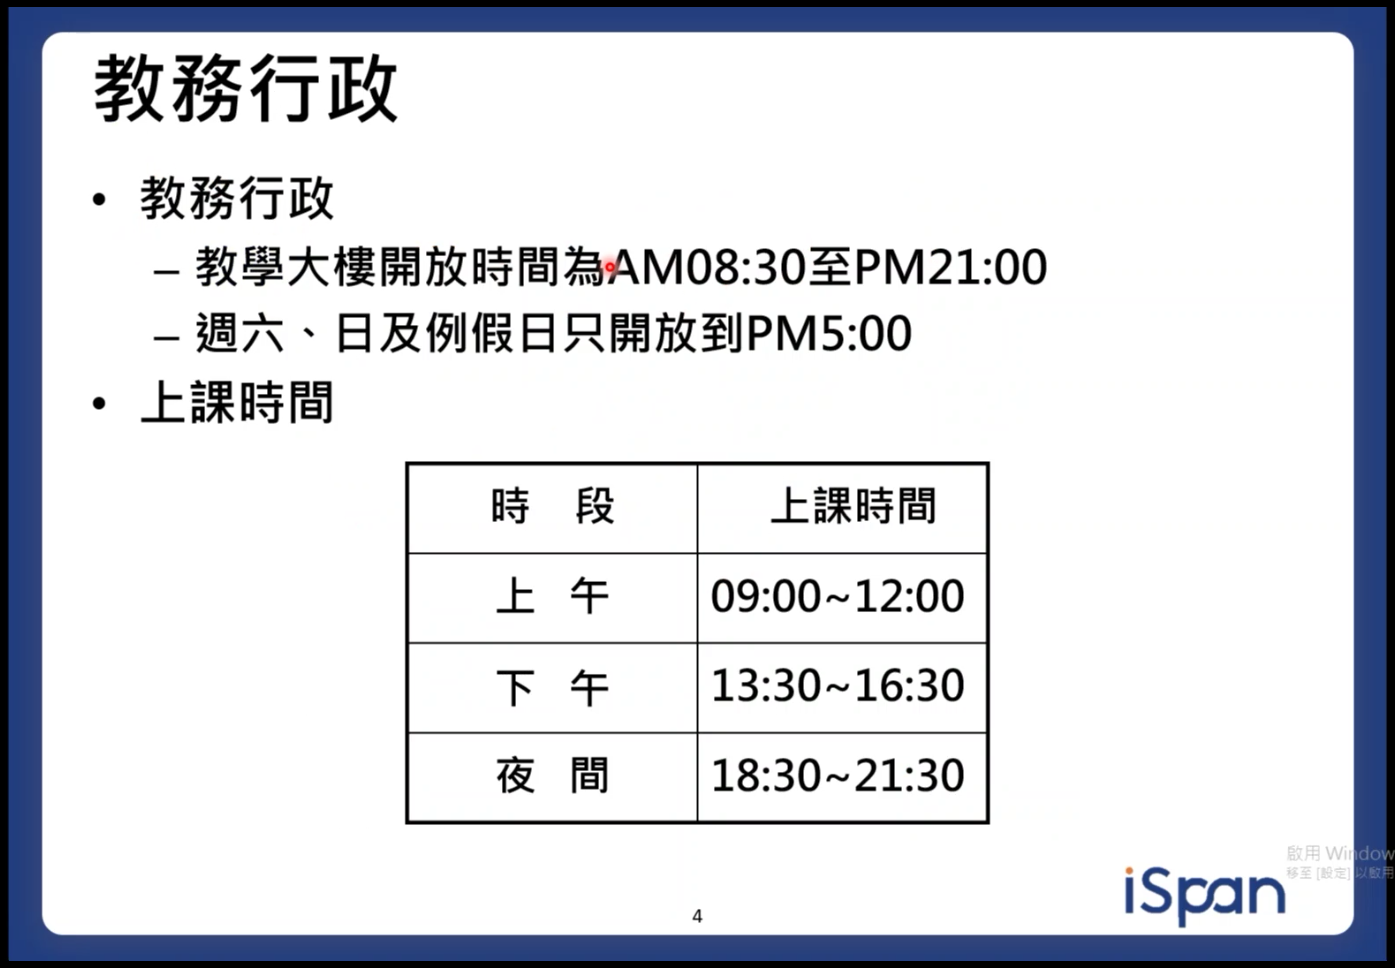 教務行政
• 教務行政
– 教學大樓開放時間為AM08:30至PM21:00
– 週六、日及例假日只開放到PM5:00
• 上課時間
時 段 上課時間
上 午 09:00~12:00
下 午 13:30~16:30
夜 間 18:30~21:30
啟用 Window
移至 [設定] 以啟用
iSpan
4